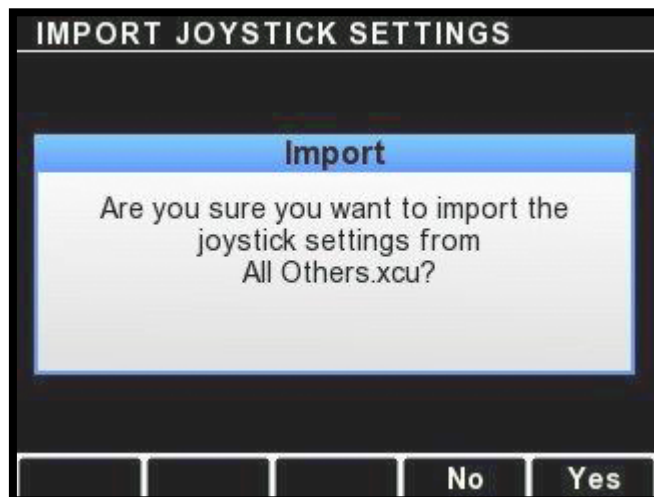 IMPORT JOYSTICK SETTINGS
Import
Are you sure you want to import the
joystick settings from
All Others.xcu?
No
Yes